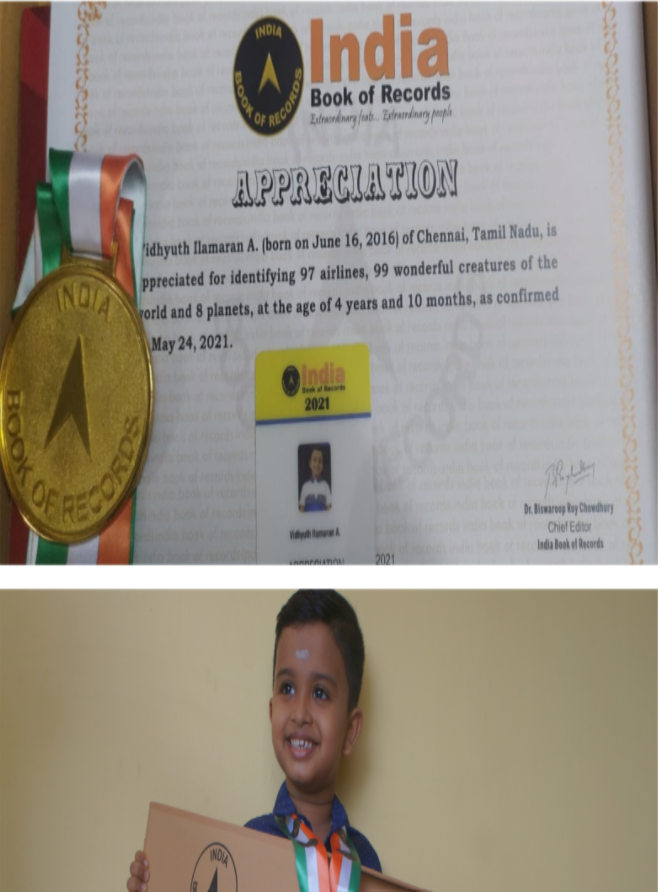 INDIA
BOOK OF RECORDS
India
Book of Records
Extraordinary feats... Extraordinary people
APPRECIATION
idhyuth Ilamaran A. (born on June 16, 2016) of Chennai, Tamil Nadu, is
ppreciated for identifying 97 airlines, 99 wonderful creatures of the
orld and 8 planets, at the age of 4 years and 10 months, as confirmed
May 24, 2021.
INDIA
BOOK OF RECORDS
India
Book of Records
2021
Vidhyuth Ilamaran A.
APPRECIATION
2021
Dr. Biswaroop Roy Chowdhury
Chief Editor
India Book of Records
INDIA